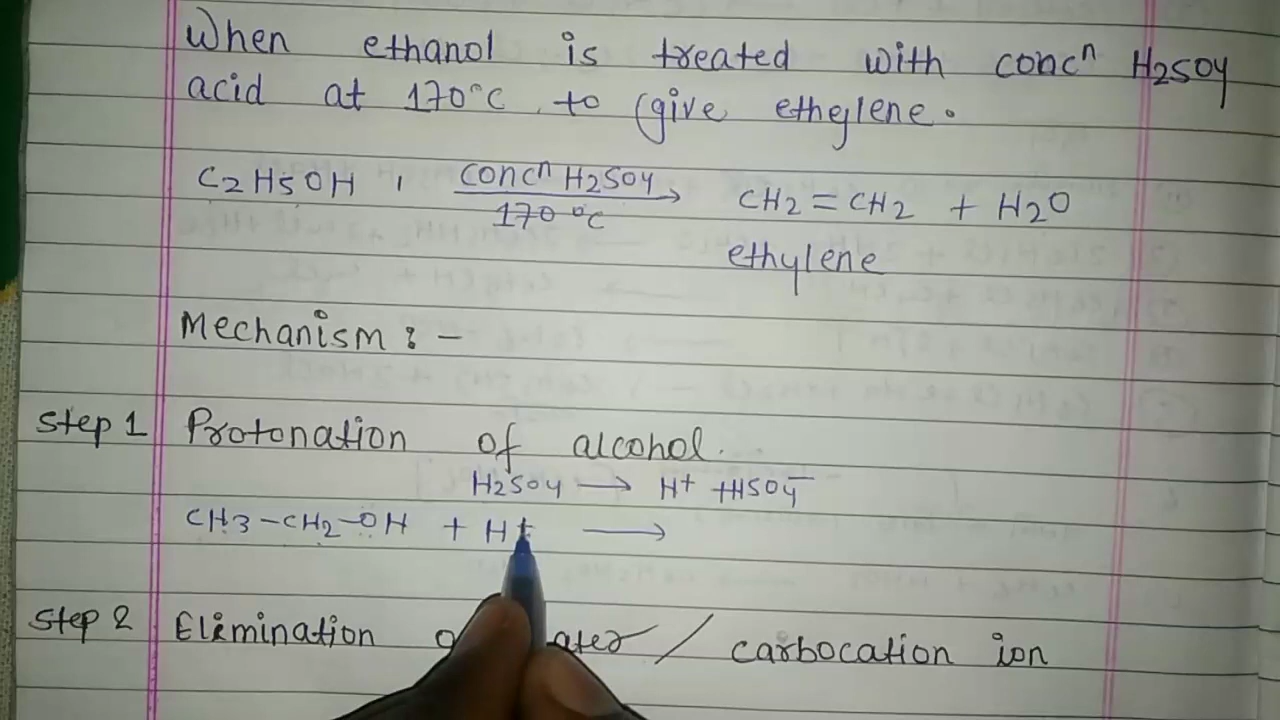 When ethanol is treated with concⁿ H2SO4
acid at 170°C to give ethylene.
C2H5OH , concⁿ H2SO4 → CH2=CH2 + H2O
170 °C
ethylene
Mechanism :-
Step 1 Protonation of alcohol.
H2SO4 → H+ + HSO4-
CH3-CH2-OH + H+ →
Step 2 Elimination / carbocation ion